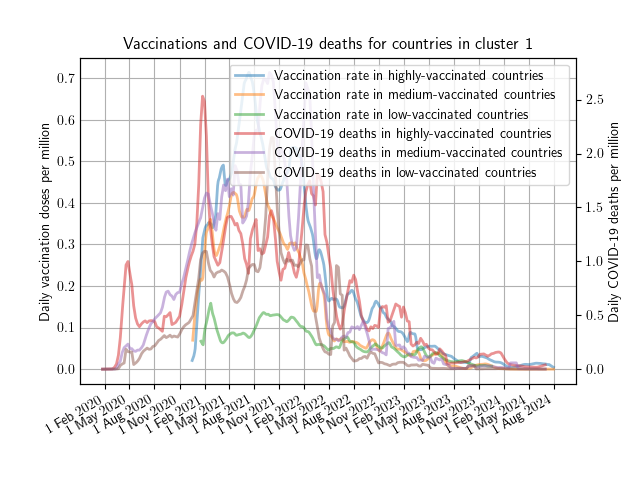 Vaccinations and COVID-19 deaths for countries in cluster 1
Vaccination rate in highly-vaccinated countries
Vaccination rate in medium-vaccinated countries
Vaccination rate in low-vaccinated countries
COVID-19 deaths in highly-vaccinated countries
COVID-19 deaths in medium-vaccinated countries
COVID-19 deaths in low-vaccinated countries
Daily vaccination doses per million
0.7
0.6
0.5
0.4
0.3
0.2
0.1
0.0
Daily COVID-19 deaths per million
2.5
2.0
1.5
1.0
0.5
0.0
1 Feb 2020
1 May 2020
1 Aug 2020
1 Nov 2020
1 Feb 2021
1 May 2021
1 Aug 2021
1 Nov 2021
1 Feb 2022
1 May 2022
1 Aug 2022
1 Nov 2022
1 Feb 2023
1 May 2023
1 Aug 2023
1 Nov 2023
1 Feb 2024
1 May 2024
1 Aug 2024